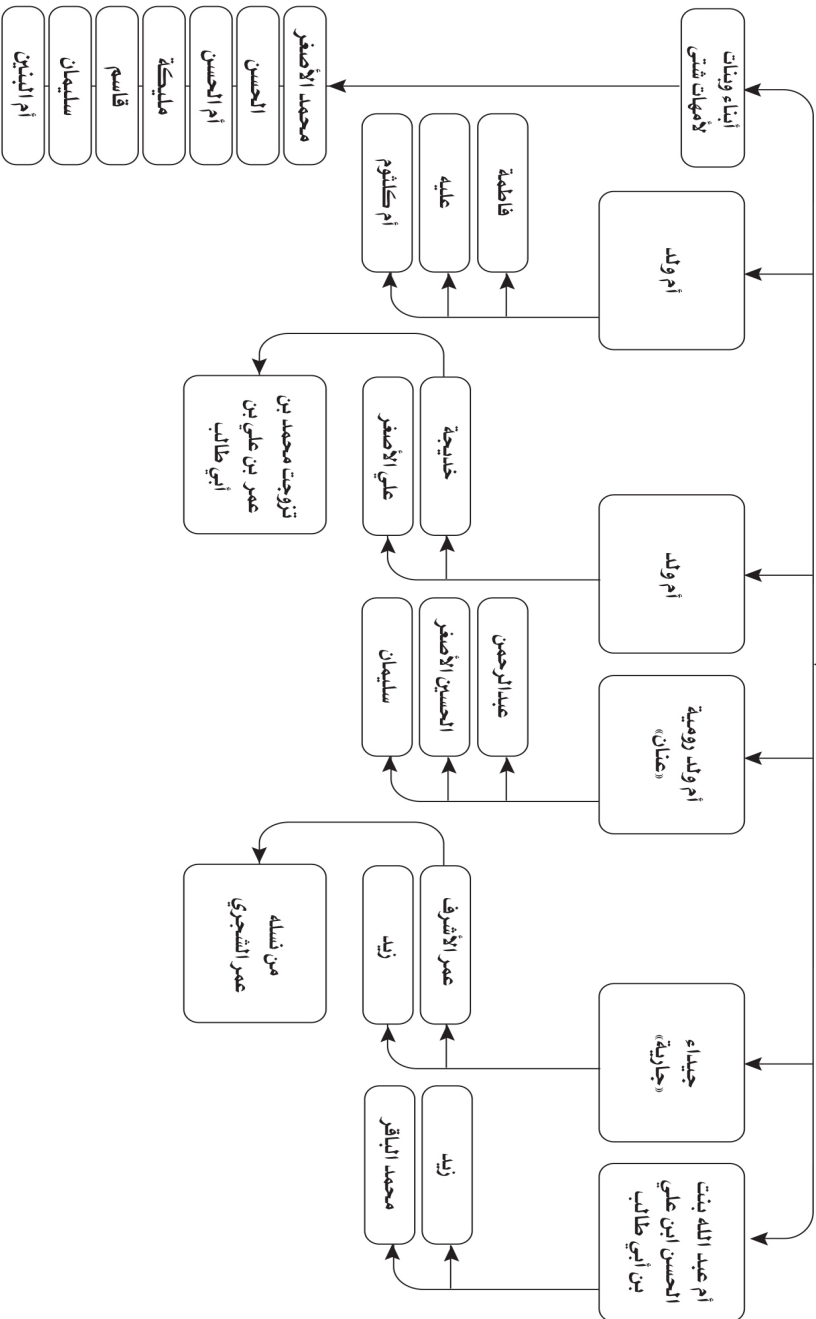 أم عبد الله بنت
الحسن ابن علي
بن أبي طالب
زيد
محمد الباقر
جيداء
«جارية»
عمر الأشرف
زيد
من نسله
عمر الشجري
أم ولد رومية
«عنان»
عبدالرحمن
الحسين الأصغر
سليمان
أم ولد
خديجة
علي الأصغر
تزوجت محمد بن
عمر بن علي بن
أبي طالب
أم ولد
فاطمة
عليه
أم كلثوم
أبناء وبنات
لأمهات شتى
محمد الأصغر
الحسن
أم الحسن
مليكة
قاسم
سليمان
أم البنين